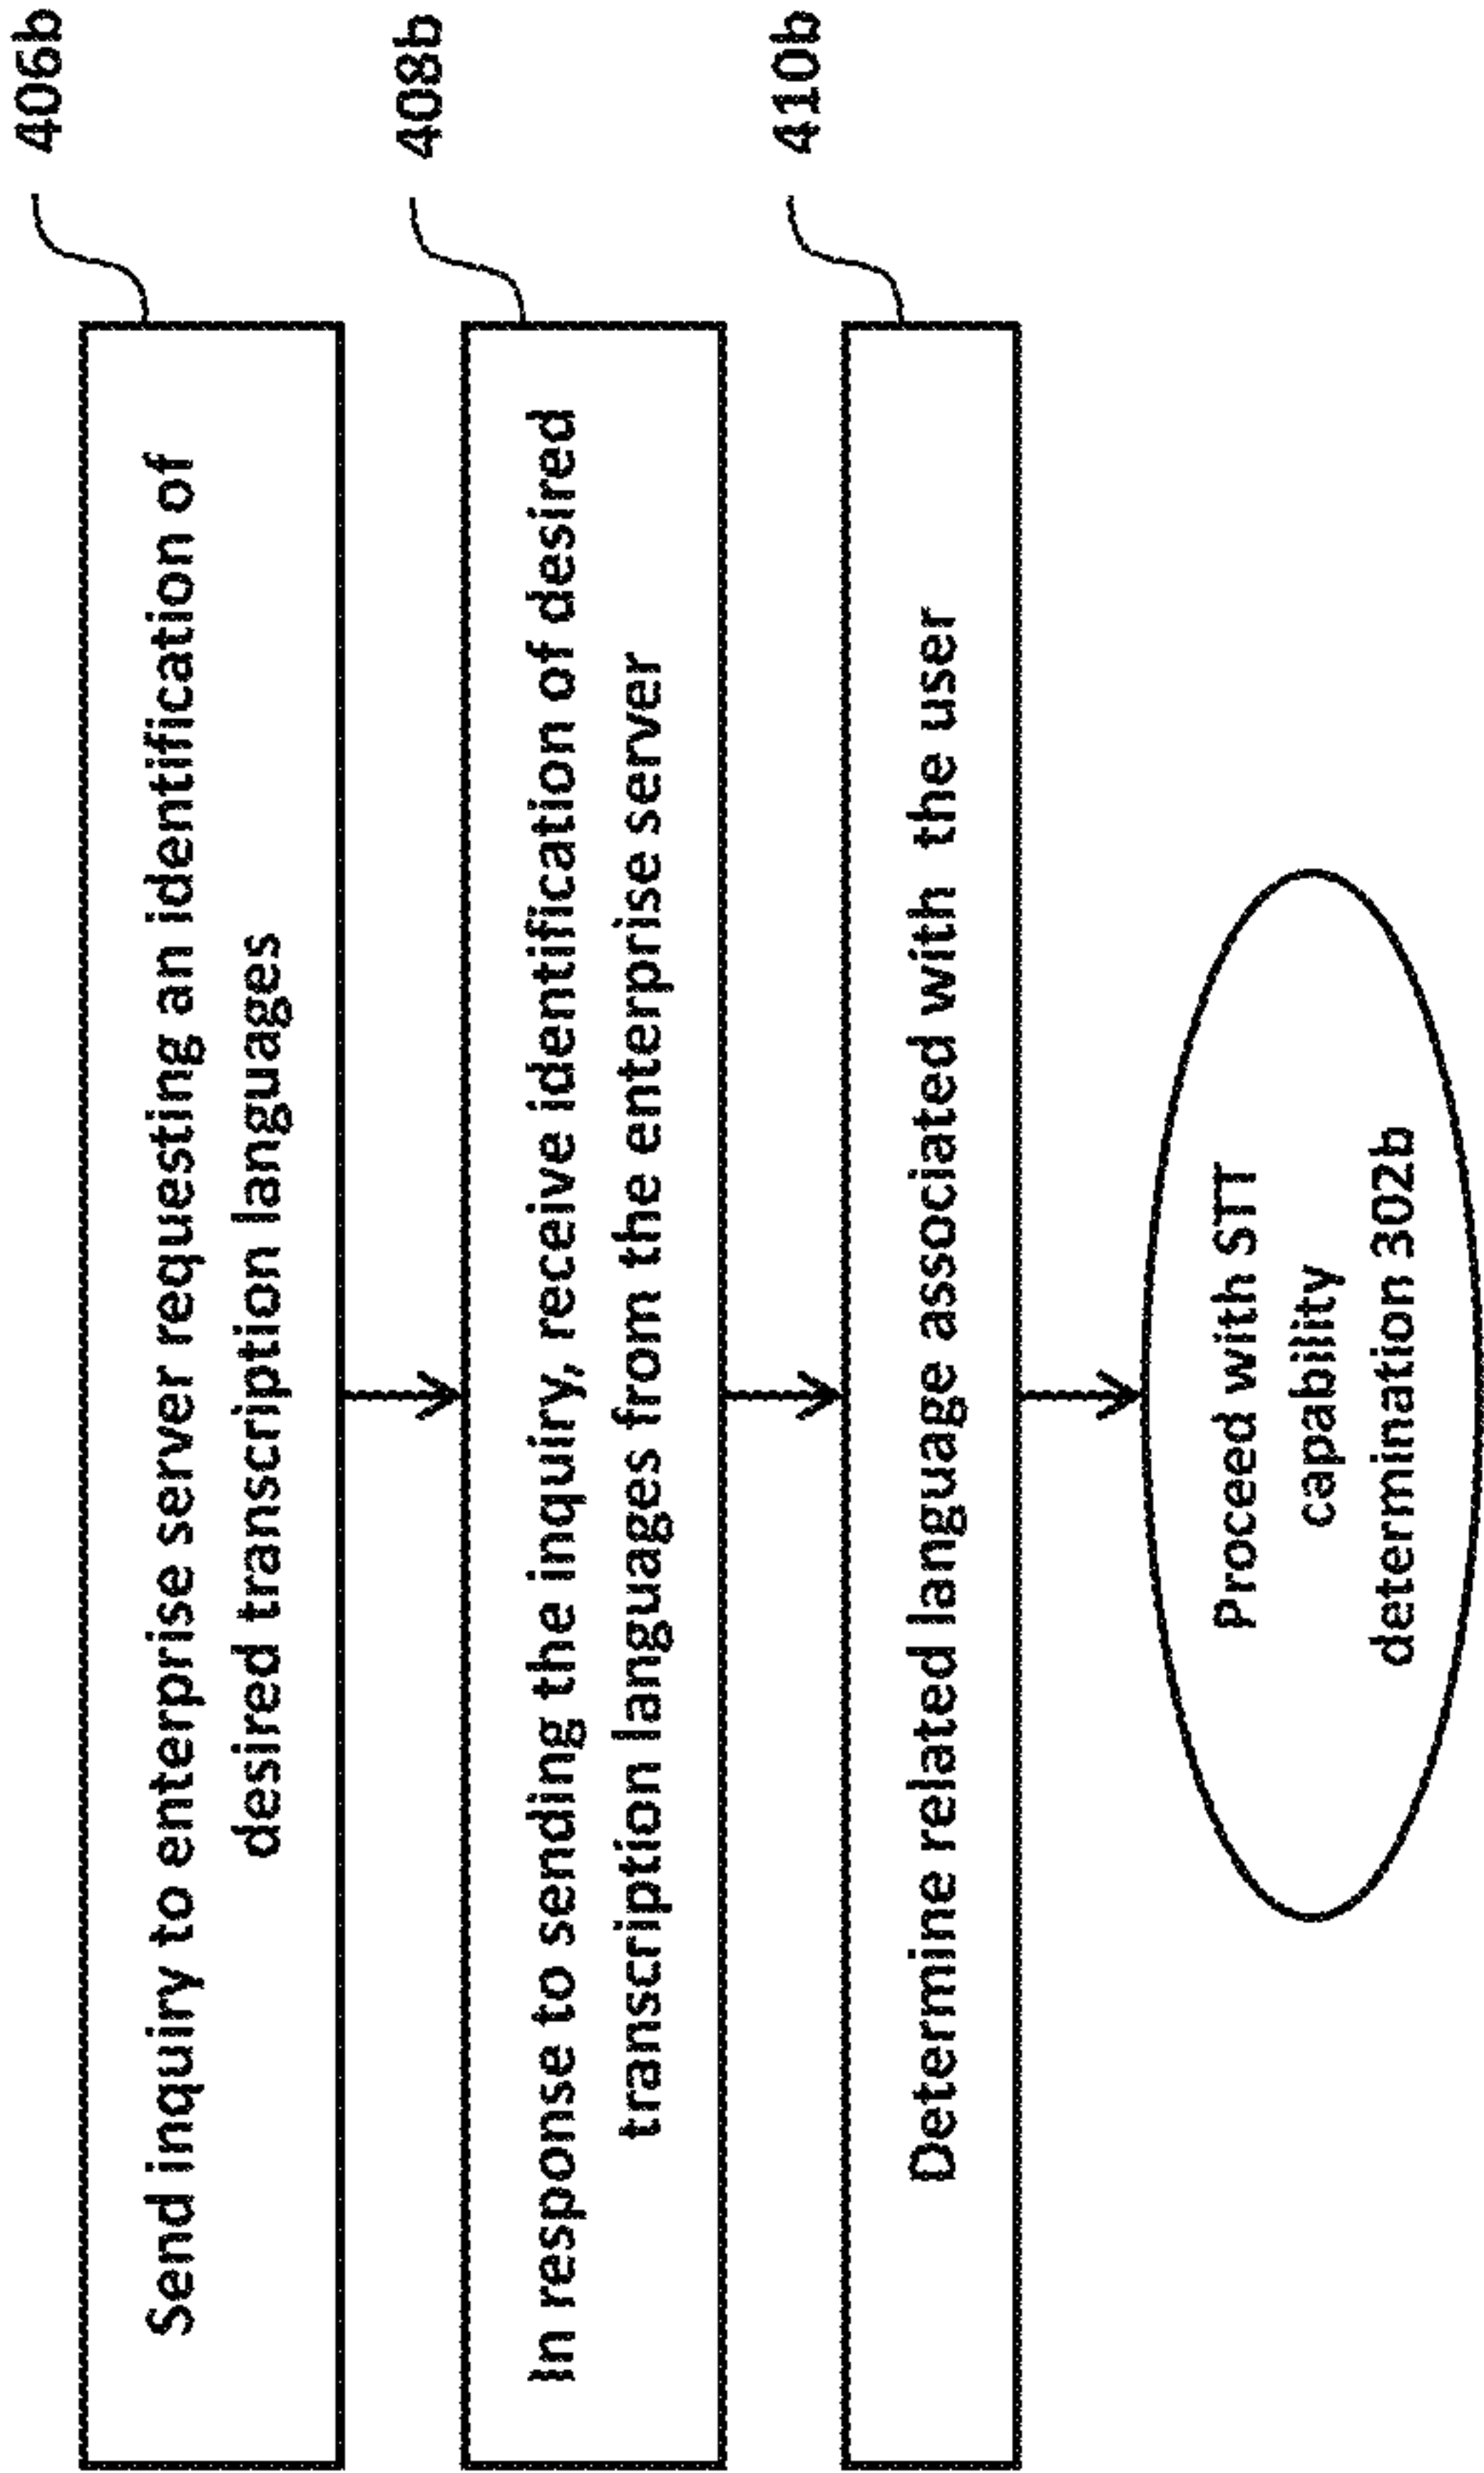 Send inquiry to enterprise server requesting an identification of
desired transcription languages
406b
In response to sending the inquiry, receive identification of desired
transcription languages from the enterprise server
408b
Determine related language associated with the user
410b
Proceed with STT
capability
determination 302b